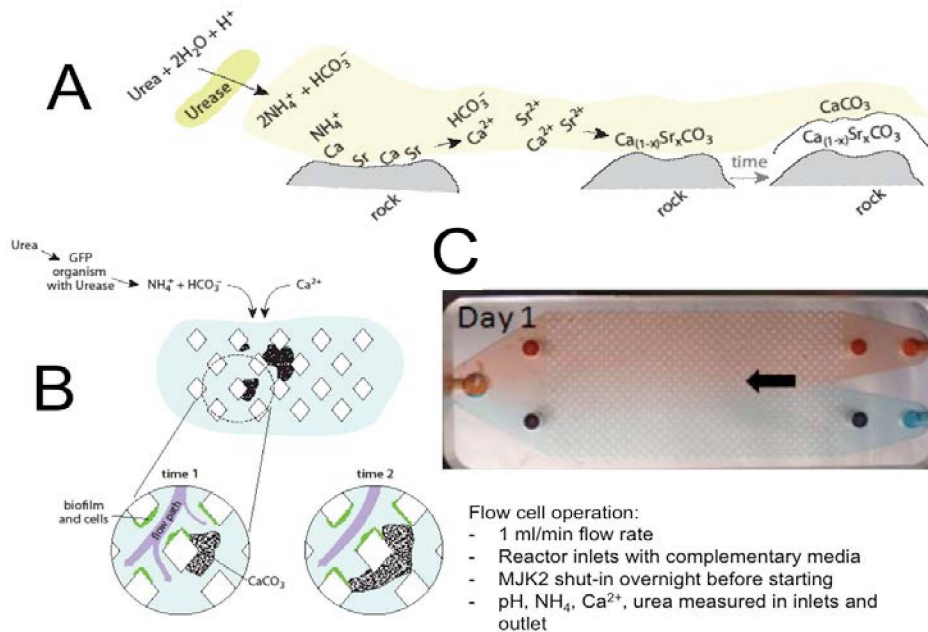 A
Urea + 2H₂O + H⁺
Urease
2NH₄⁺ + HCO₃⁻
NH₄⁺
Ca Sr Ca Sr
HCO₃⁻
Ca²⁺
Sr²⁺
Ca²⁺ Sr²⁺
Ca₍₁₋ₓ₎SrₓCO₃
CaCO₃
Ca₍₁₋ₓ₎SrₓCO₃
time
rock
rock
rock
Urea
GFP
organism
with Urease
NH₄⁺ + HCO₃⁻
Ca²⁺
B
time 1
time 2
biofilm
and cells
flow path
CaCO₃
C
Day 1
Flow cell operation:
- 1 ml/min flow rate
- Reactor inlets with complementary media
- MJK2 shut-in overnight before starting
- pH, NH₄, Ca²⁺, urea measured in inlets and
outlet